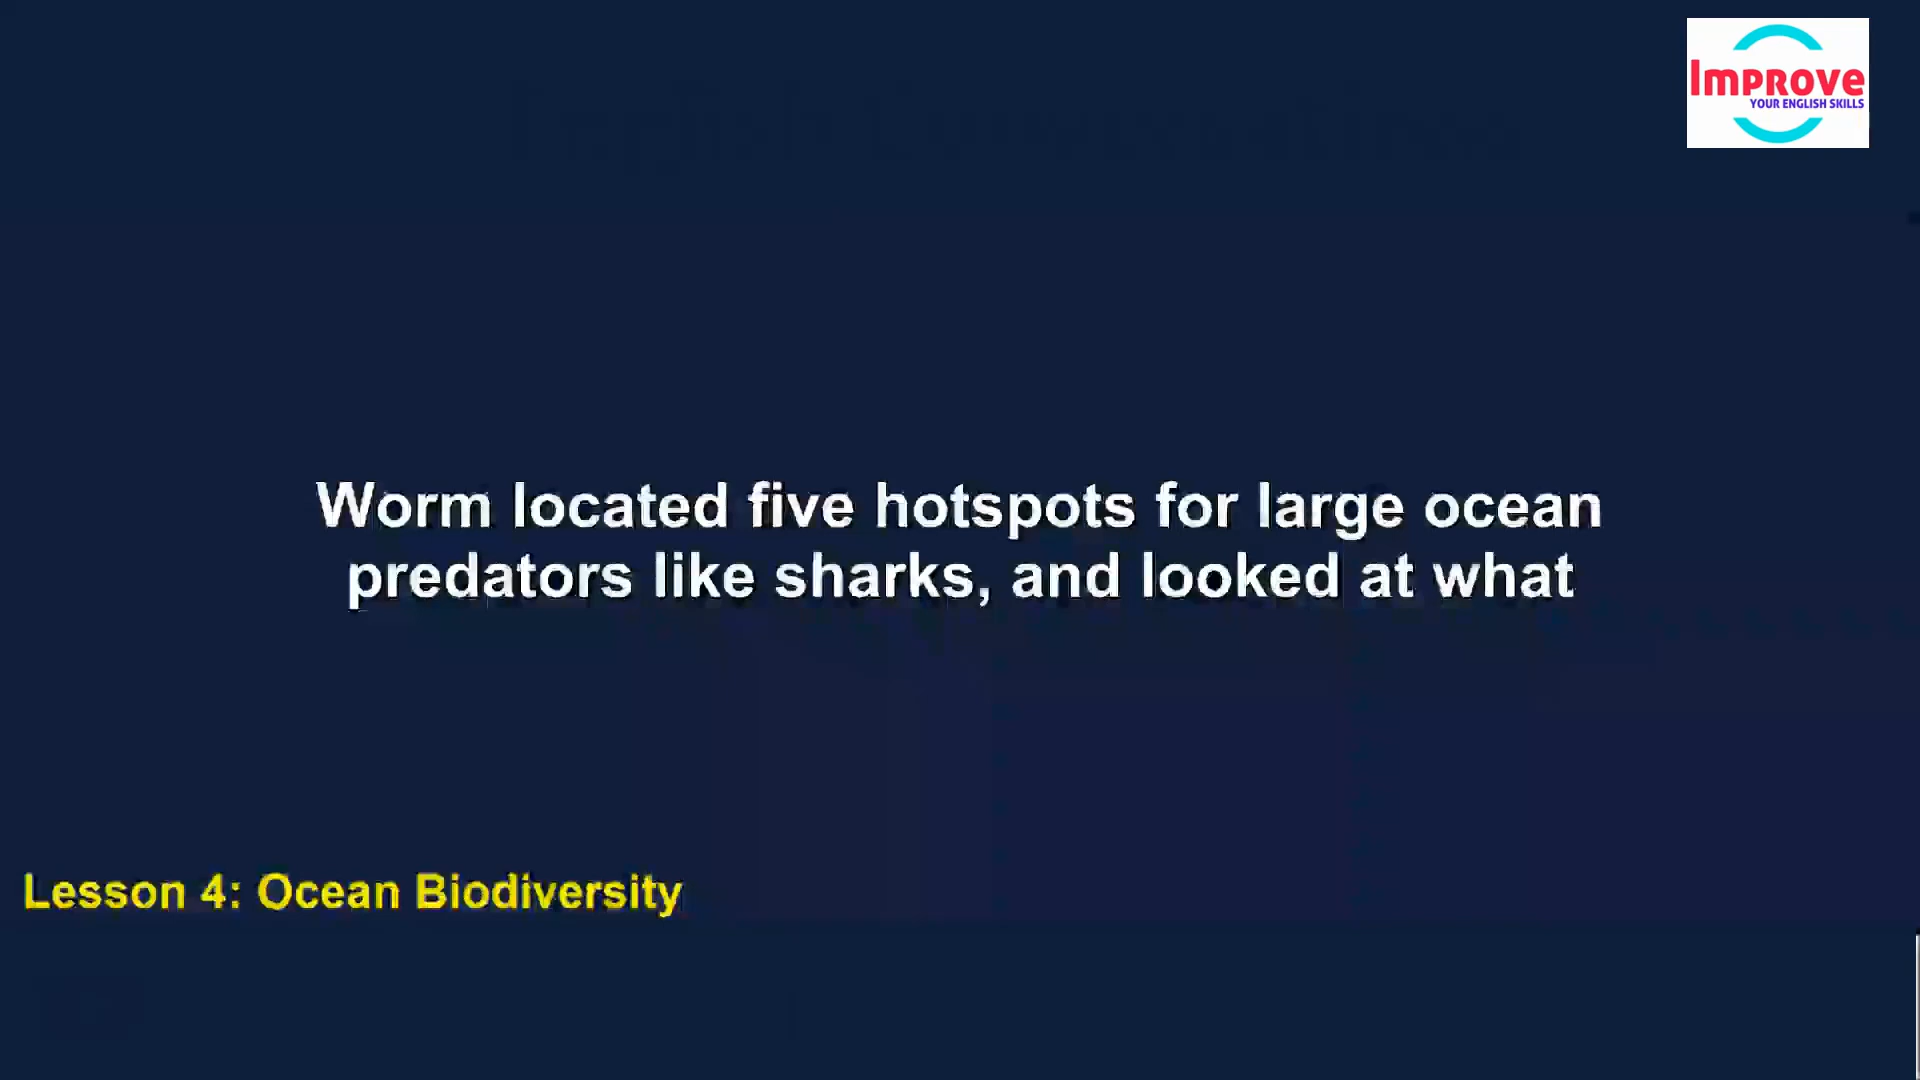 Improve
YOUR ENGLISH SKILLS
Worm located five hotspots for large ocean
predators like sharks, and looked at what
Lesson 4: Ocean Biodiversity